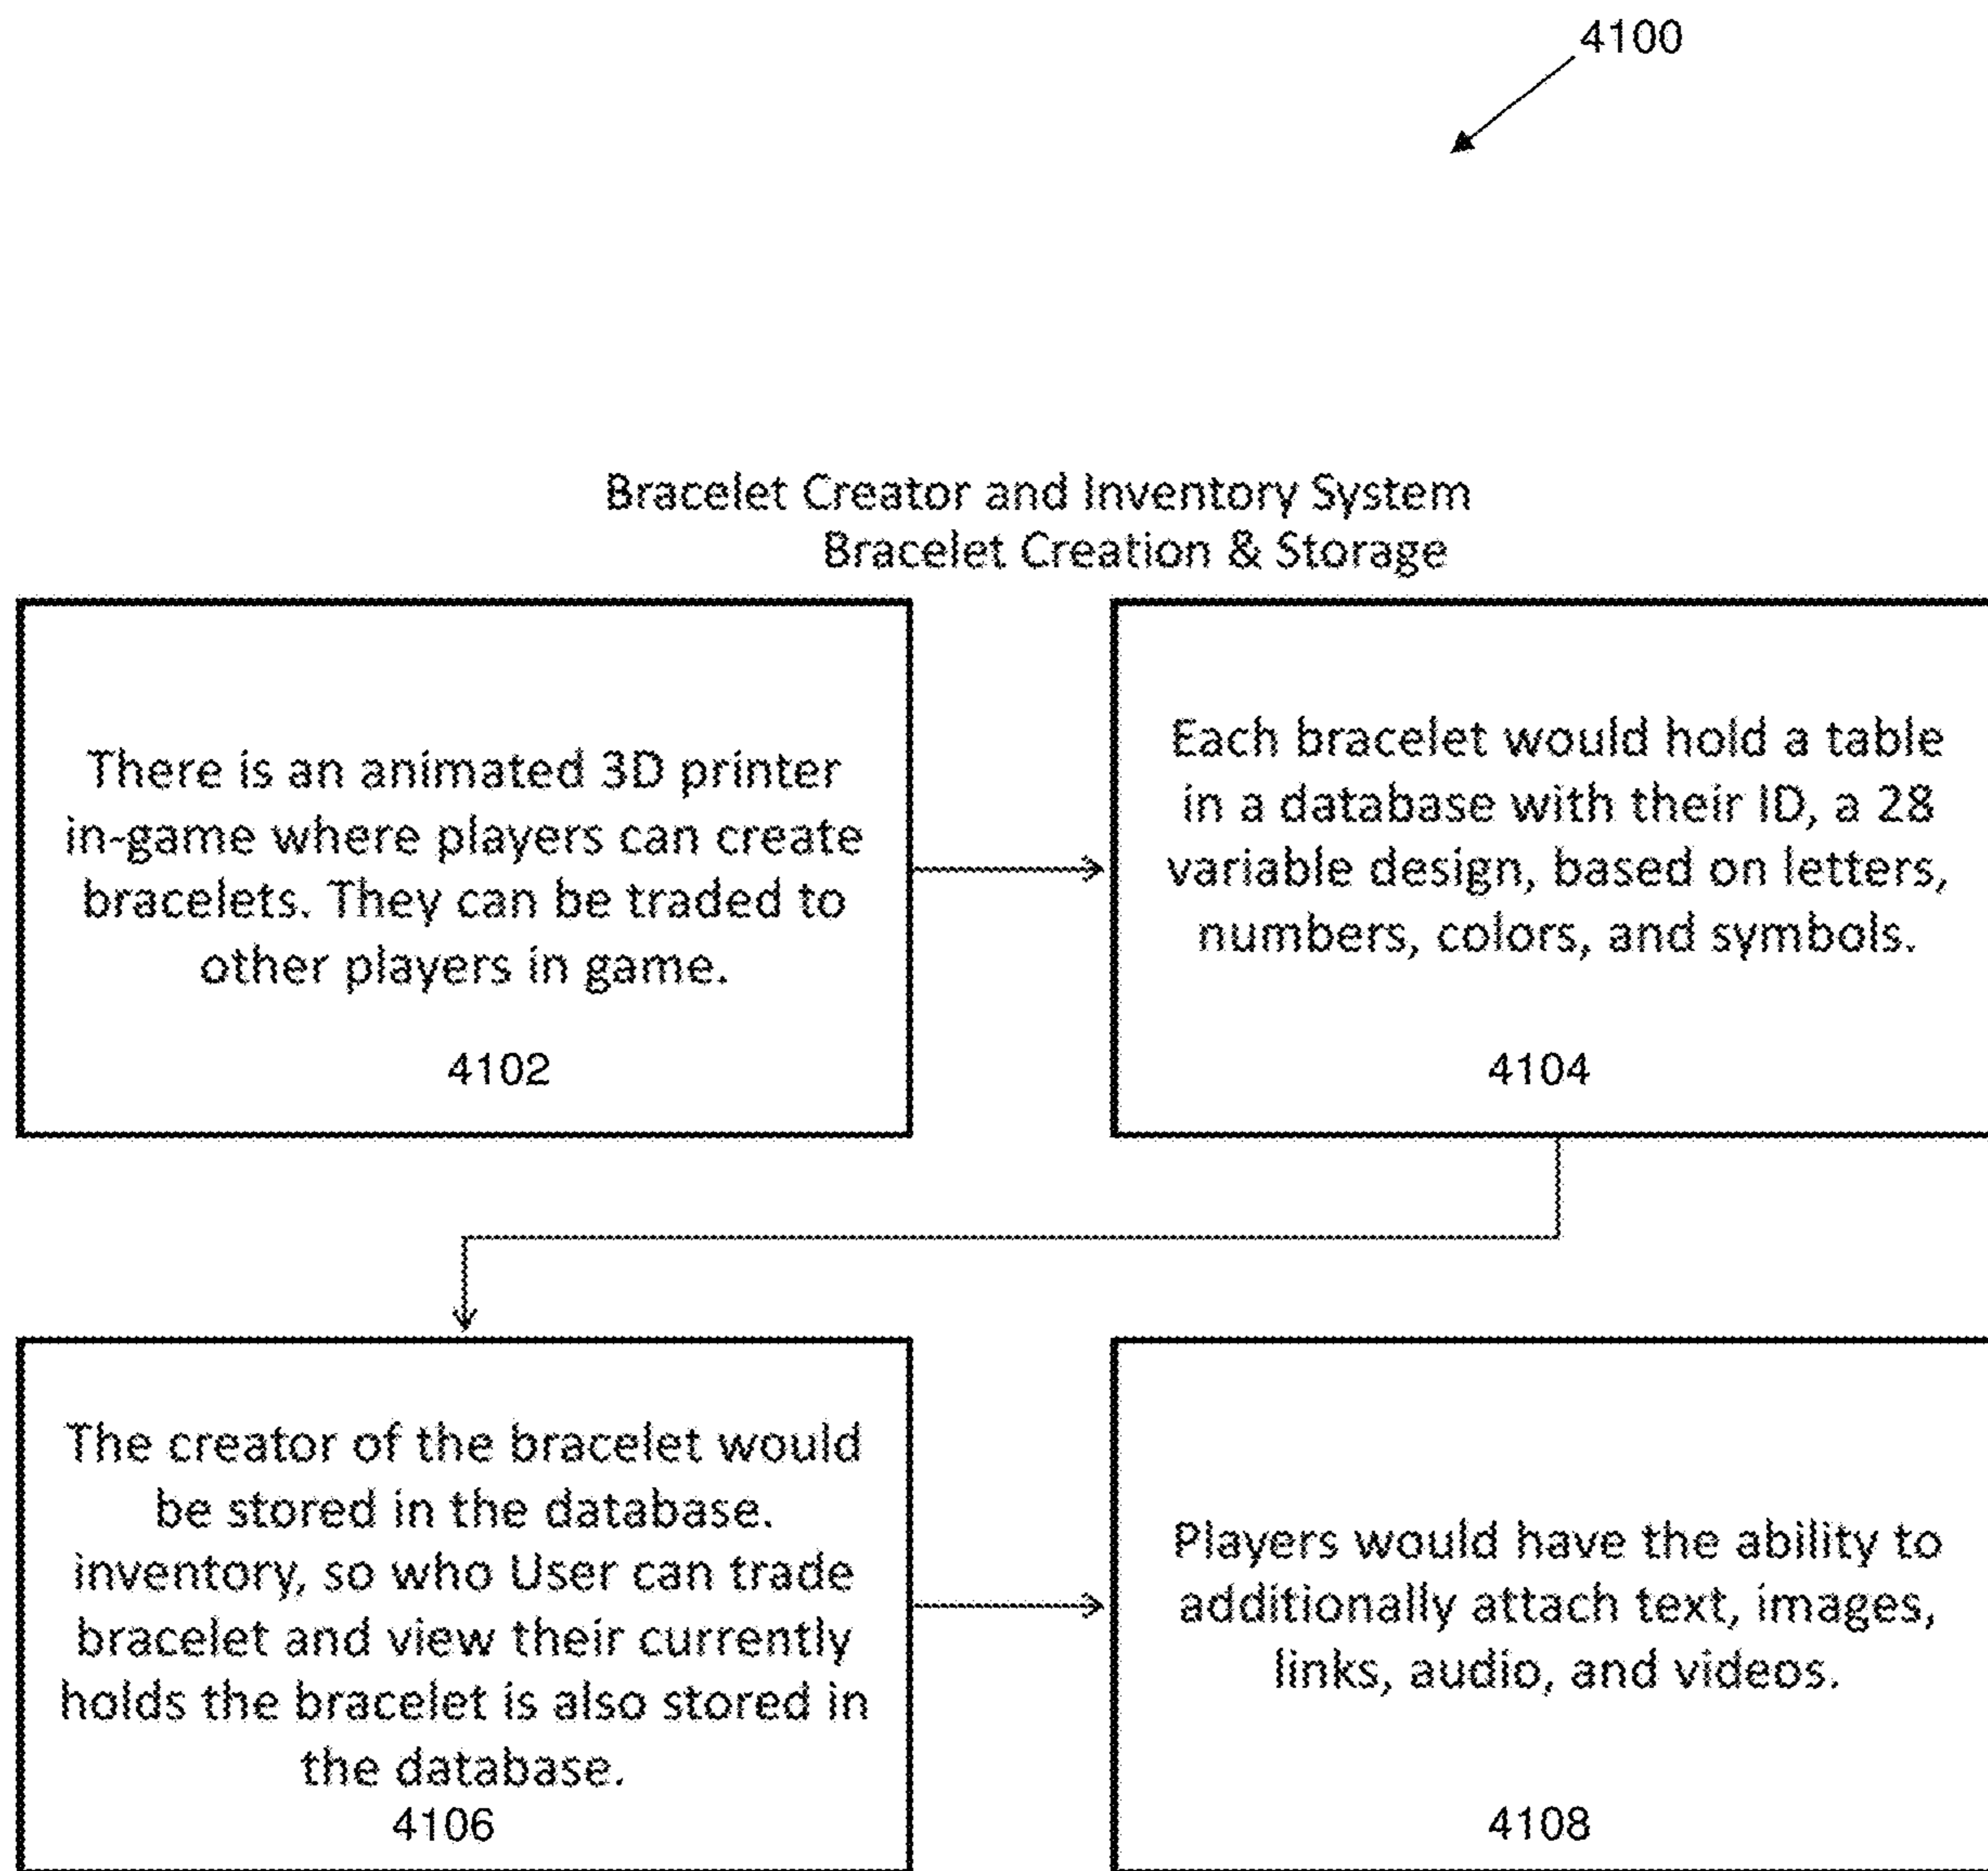 4100
Bracelet Creator and Inventory System
Bracelet Creation & Storage
There is an animated 3D printer
in-game where players can create
bracelets. They can be traded to
other players in game.
4102
Each bracelet would hold a table
in a database with their ID, a 28
variable design, based on letters,
numbers, colors, and symbols.
4104
The creator of the bracelet would
be stored in the database.
inventory, so who User can trade
bracelet and view their currently
holds the bracelet is also stored in
the database.
4106
Players would have the ability to
additionally attach text, images,
links, audio, and videos.
4108